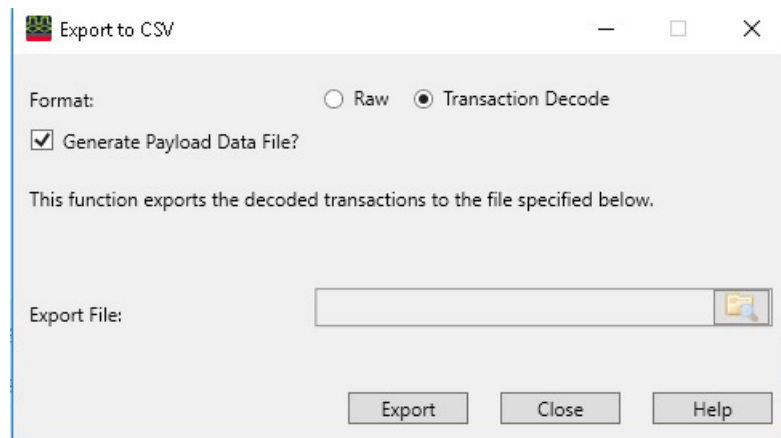 Export to CSV
Format: Raw Transaction Decode
Generate Payload Data File?
This function exports the decoded transactions to the file specified below.
Export File:
Export Close Help